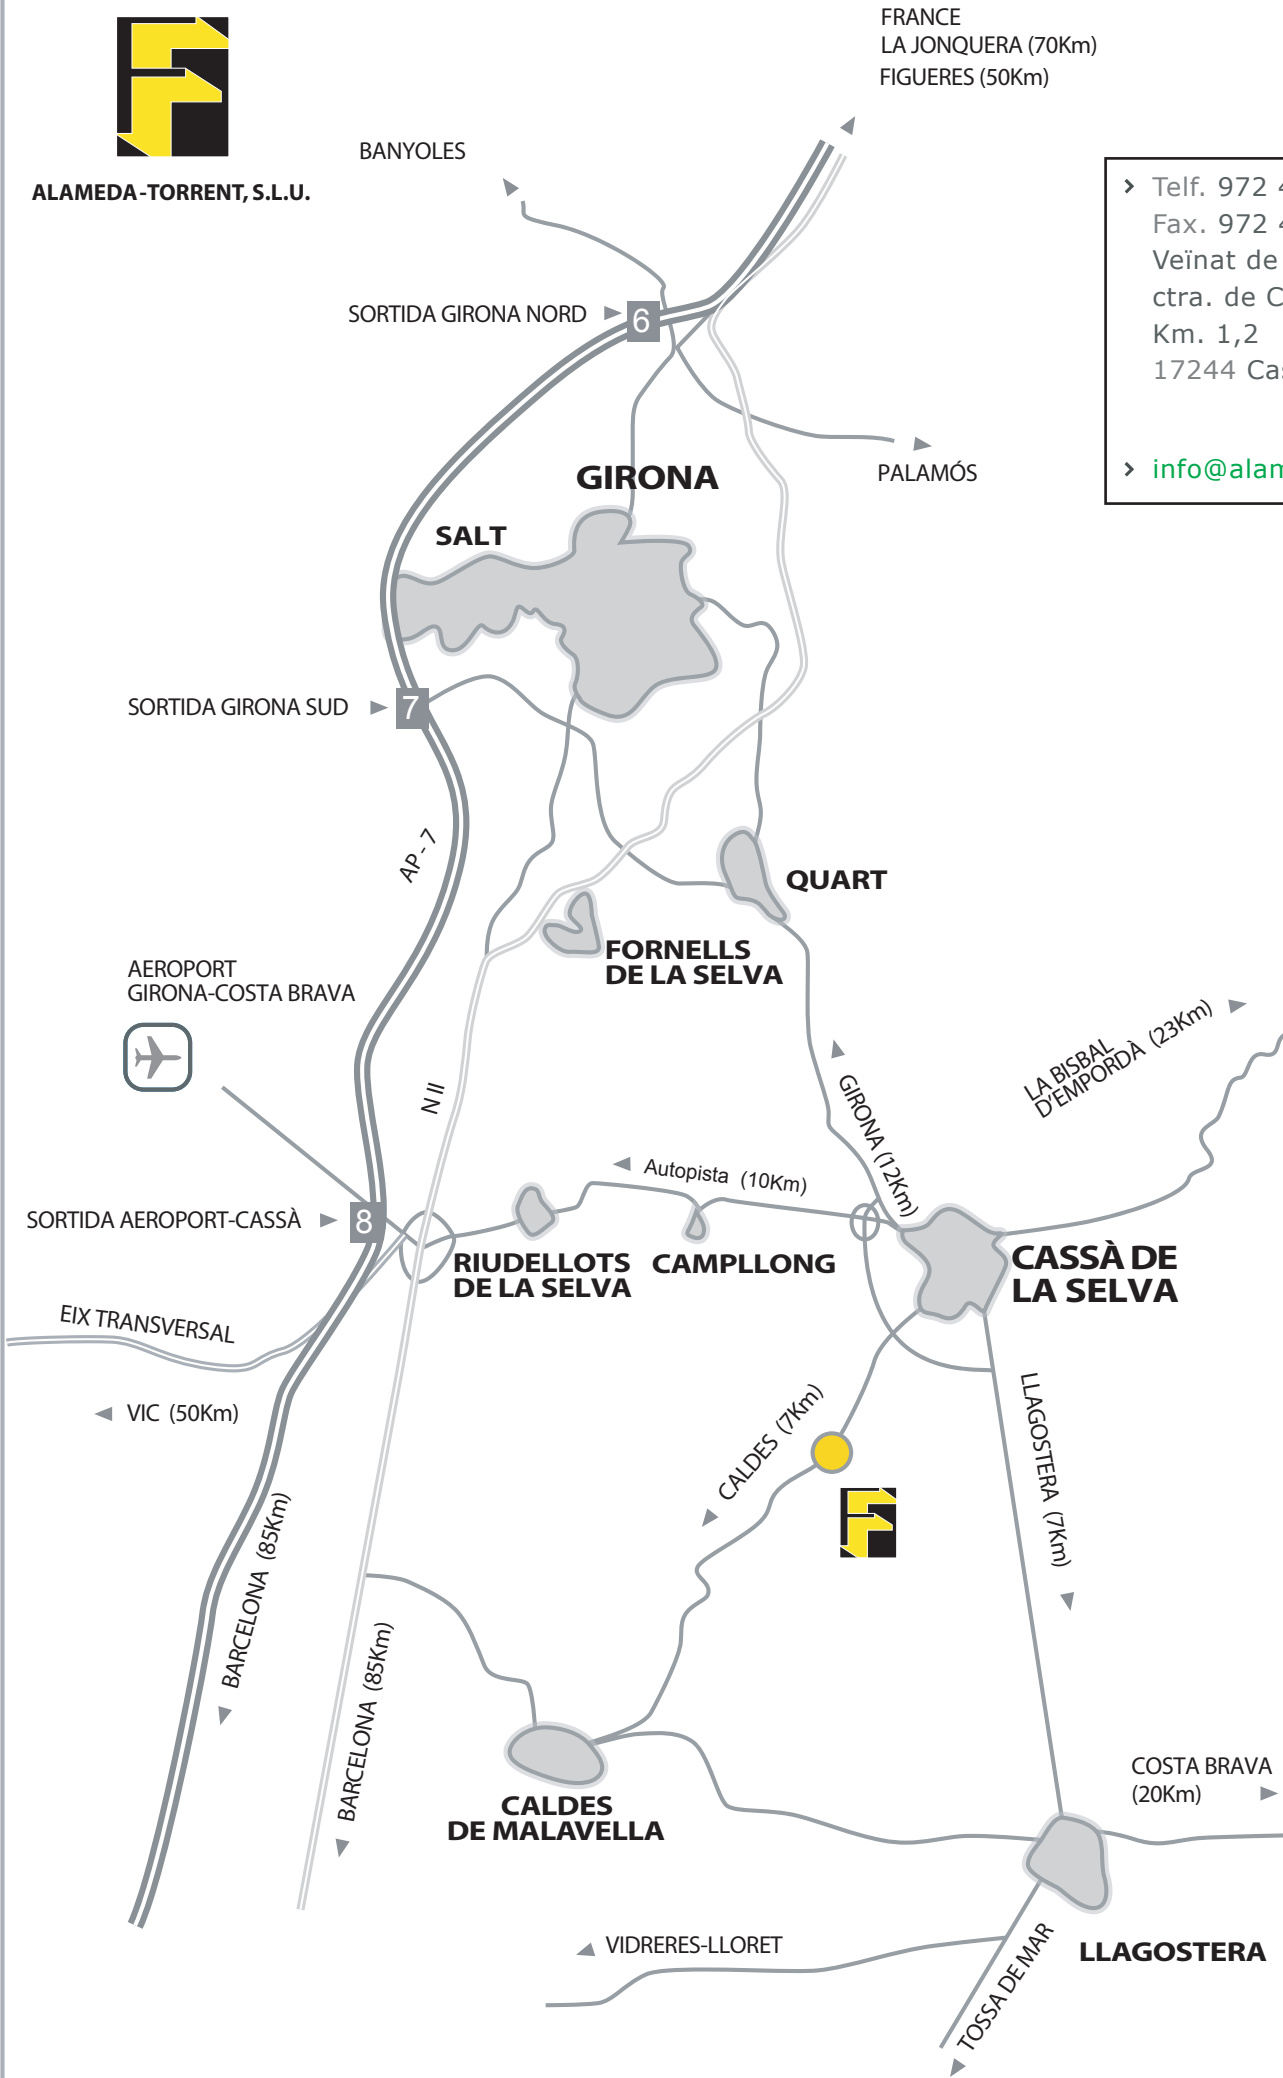 FRANCE
LA JONQUERA (70Km)
FIGUERES (50Km)
BANYOLES
ALAMEDA-TORRENT, S.L.U.
Telf. 972 4
Fax. 972 4
Veïnat de
ctra. de C
Km. 1,2
17244 Cas
info@alam
SORTIDA GIRONA NORD
6
PALAMÓS
GIRONA
SALT
SORTIDA GIRONA SUD
7
AP-7
QUART
FORNELLS
DE LA SELVA
AEROPORT
GIRONA-COSTA BRAVA
N II
LA BISBAL
D'EMPORDÀ (23Km)
GIRONA (12Km)
Autopista (10Km)
SORTIDA AEROPORT-CASSÀ
8
RIUDELLOTS
DE LA SELVA
CAMPLLONG
CASSÀ DE
LA SELVA
EIX TRANSVERSAL
VIC (50Km)
CALDES (7Km)
LLAGOSTERA (7Km)
BARCELONA (85Km)
BARCELONA (85Km)
COSTA BRAVA
(20Km)
CALDES
DE MALAVELLA
VIDRERES-LLORET
LLAGOSTERA
TOSSA DE MAR